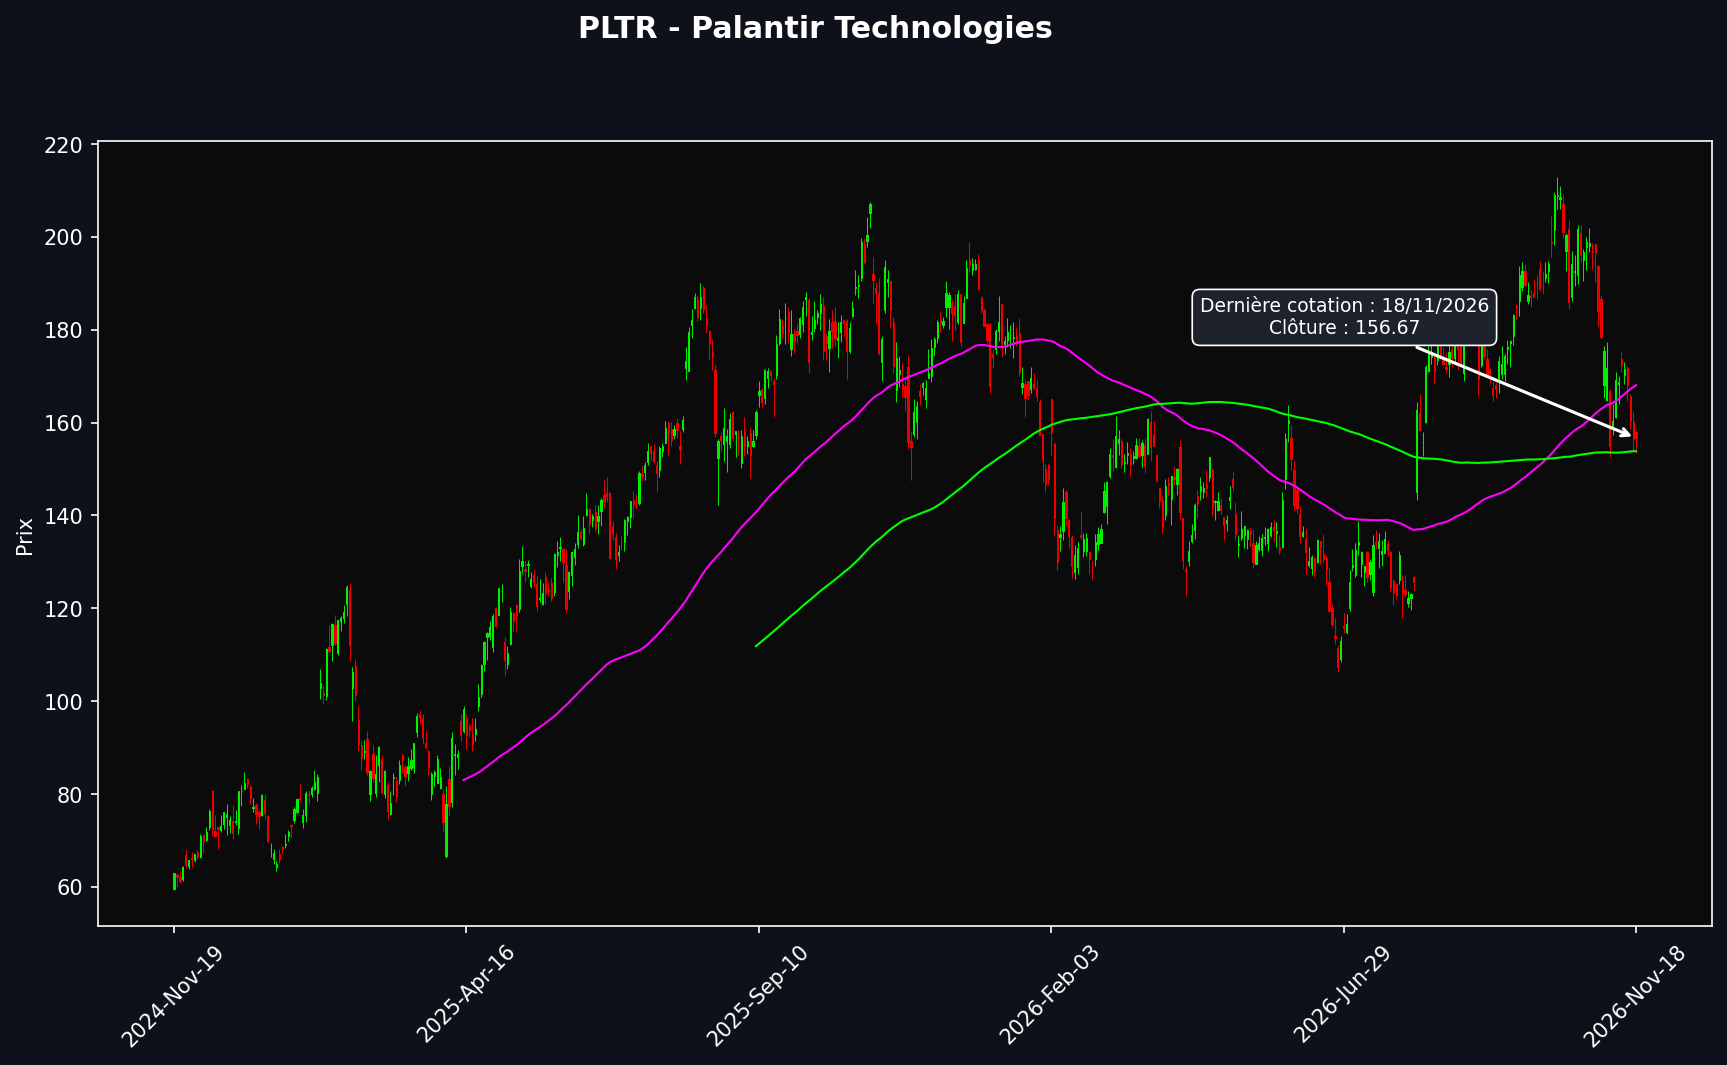 PLTR - Palantir Technologies
220
200
180
160
140
120
100
80
60
Prix
Dernière cotation : 18/11/2026
Clôture : 156.67
2024-Nov-19
2025-Apr-16
2025-Sep-10
2026-Feb-03
2026-Jun-29
2026-Nov-18